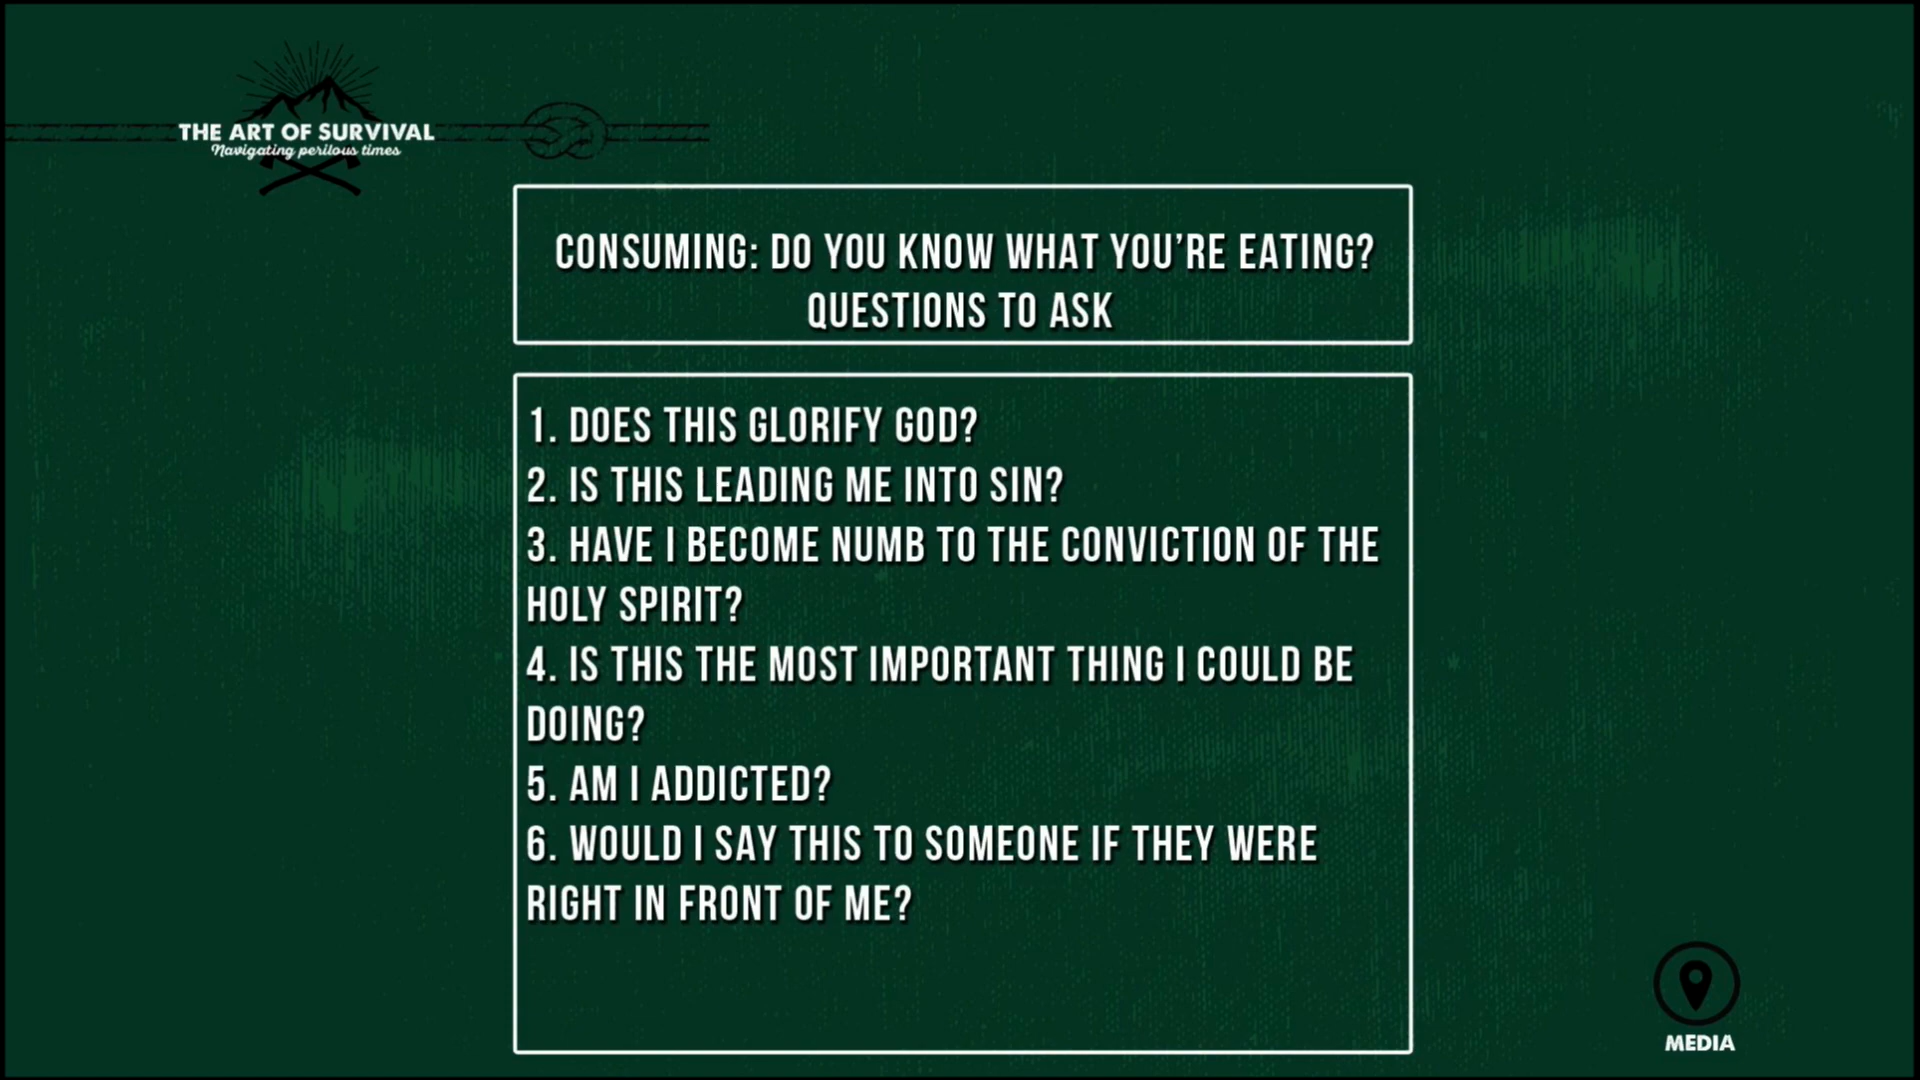 THE ART OF SURVIVAL
Navigating perilous times
CONSUMING: DO YOU KNOW WHAT YOU'RE EATING?
QUESTIONS TO ASK
1. DOES THIS GLORIFY GOD?
2. IS THIS LEADING ME INTO SIN?
3. HAVE I BECOME NUMB TO THE CONVICTION OF THE
HOLY SPIRIT?
4. IS THIS THE MOST IMPORTANT THING I COULD BE
DOING?
5. AM I ADDICTED?
6. WOULD I SAY THIS TO SOMEONE IF THEY WERE
RIGHT IN FRONT OF ME?
MEDIA